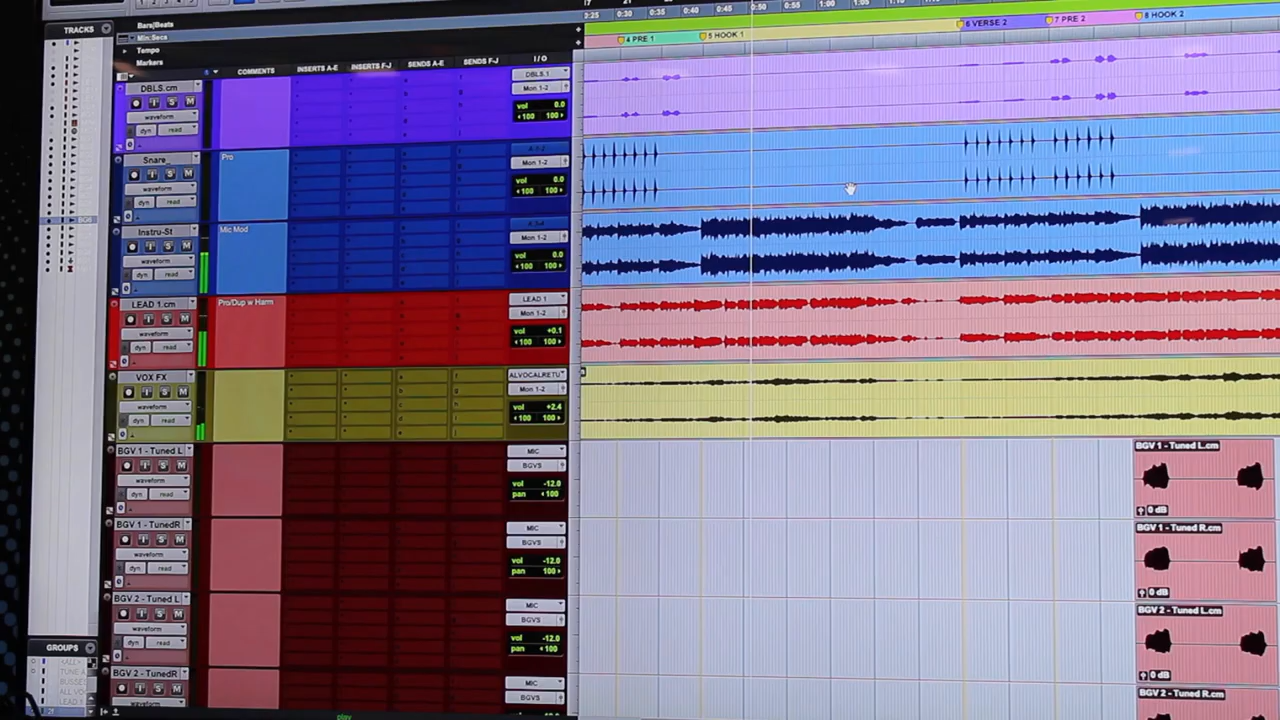 TRACKS
Bars|Beats
Min:Secs
Tempo
Markers
0:25 0:30 0:35 0:40 0:45 0:50 0:55 1:00 1:05 1:10
4 PRE 1 5 HOOK 1 6 VERSE 2 7 PRE 2 8 HOOK 2
COMMENTS INSERTS A-E INSERTS F-J SENDS A-E SENDS F-J I/O
DBLS.cm
waveform
dyn read
DBLS.1
Mon 1-2
vol 0.0
100 100
Snare_
waveform
dyn read
Pro
Mon 1-2
vol 0.0
100 100
Instru-St
waveform
dyn read
Mic Mod
Mon 1-2
vol 0.0
100 100
LEAD 1.cm
waveform
dyn read
Pro/Dup w Harm
LEAD 1
Mon 1-2
vol +0.1
100 100
VOX FX
waveform
dyn read
ALVOCALRETU
Mon 1-2
vol +2.4
100 100
BGV 1 - Tuned L
waveform
dyn read
MIC
BGVS
vol -12.0
pan 100
BGV 1 - Tuned L.cm
0 dB
BGV 1 - TunedR
waveform
dyn read
MIC
BGVS
vol -12.0
pan 100
BGV 1 - Tuned R.cm
0 dB
BGV 2 - Tuned L
waveform
dyn read
MIC
BGVS
vol -12.0
pan 100
BGV 2 - Tuned L.cm
0 dB
BGV 2 - TunedR
MIC
BGVS
BGV 2 - Tuned R.cm
GROUPS
<ALL>
play